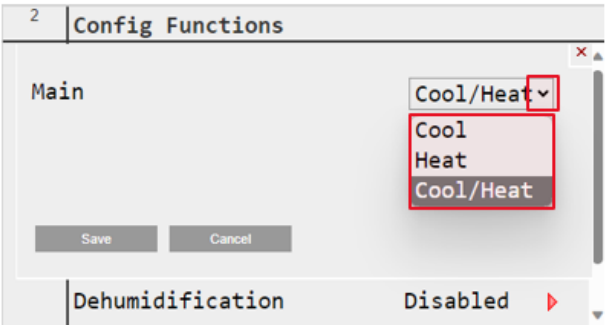 2 Config Functions
Main Cool/Heat
Cool
Heat
Cool/Heat
Save Cancel
Dehumidification Disabled